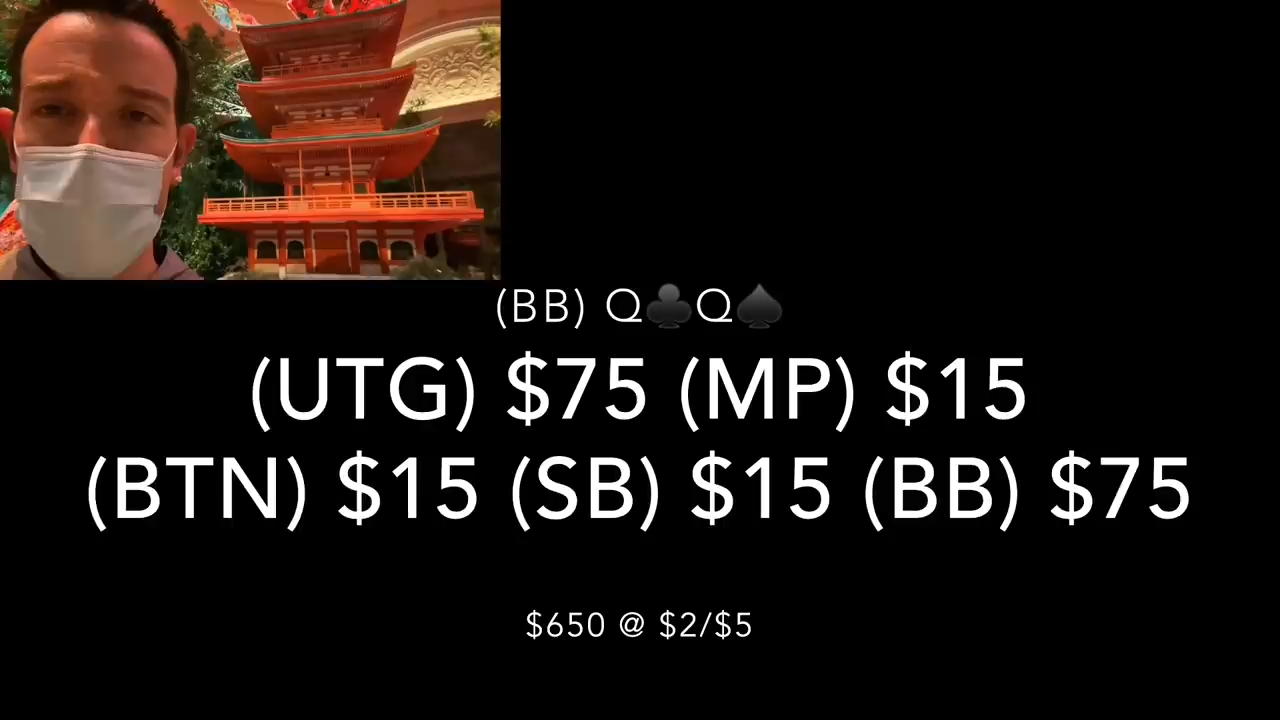 (BB) Q♣Q♠
(UTG) $75 (MP) $15
(BTN) $15 (SB) $15 (BB) $75
$650 @ $2/$5